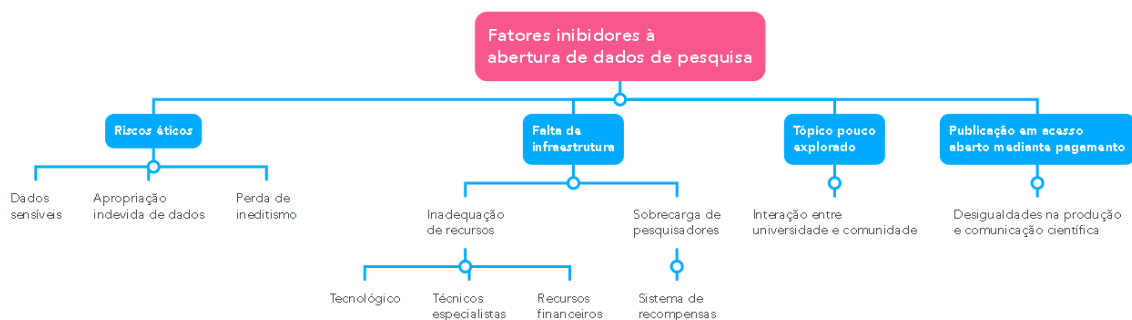 Fatores inibidores à
abertura de dados de pesquisa
Riscos éticos
Falta de
infraestrutura
Tópico pouco
explorado
Publicação em acesso
aberto mediante pagamento
Dados
sensíveis
Apropriação
indevida de dados
Perda de
ineditismo
Inadequação
de recursos
Sobrecarga de
pesquisadores
Interação entre
universidade e comunidade
Desigualdades na produção
e comunicação científica
Tecnológico
Técnicos
especialistas
Recursos
financeiros
Sistema de
recompensas